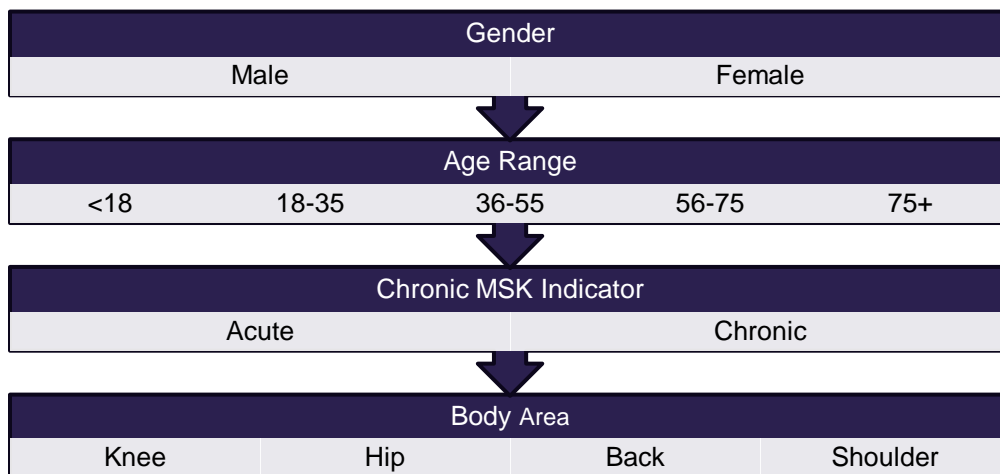 Gender
Male Female
Age Range
<18 18-35 36-55 56-75 75+
Chronic MSK Indicator
Acute Chronic
Body Area
Knee Hip Back Shoulder